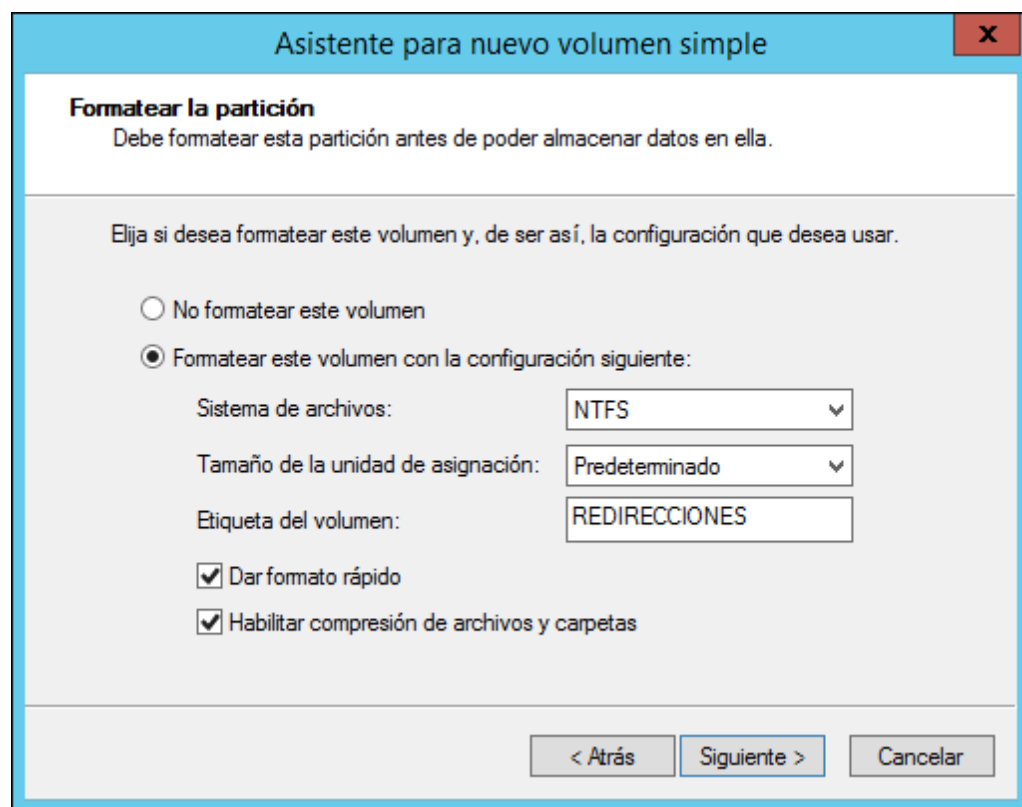 Asistente para nuevo volumen simple
x
Formatear la partición
Debe formatear esta partición antes de poder almacenar datos en ella.
Elija si desea formatear este volumen y, de ser así, la configuración que desea usar.
No formatear este volumen
Formatear este volumen con la configuración siguiente:
Sistema de archivos: NTFS
Tamaño de la unidad de asignación: Predeterminado
Etiqueta del volumen: REDIRECCIONES
Dar formato rápido
Habilitar compresión de archivos y carpetas
< Atrás Siguiente > Cancelar